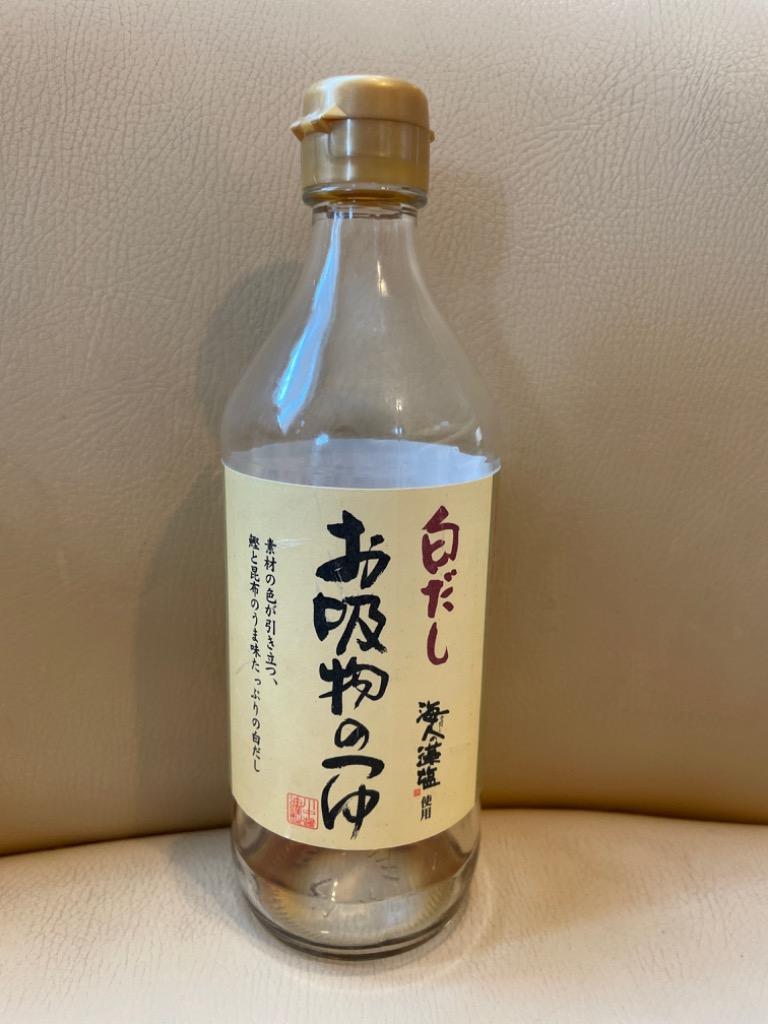 白だし
海人の藻塩
使用
お吸物のつゆ
素材の色が引き立つ、
鰹と昆布のうま味たっぷりの白だし